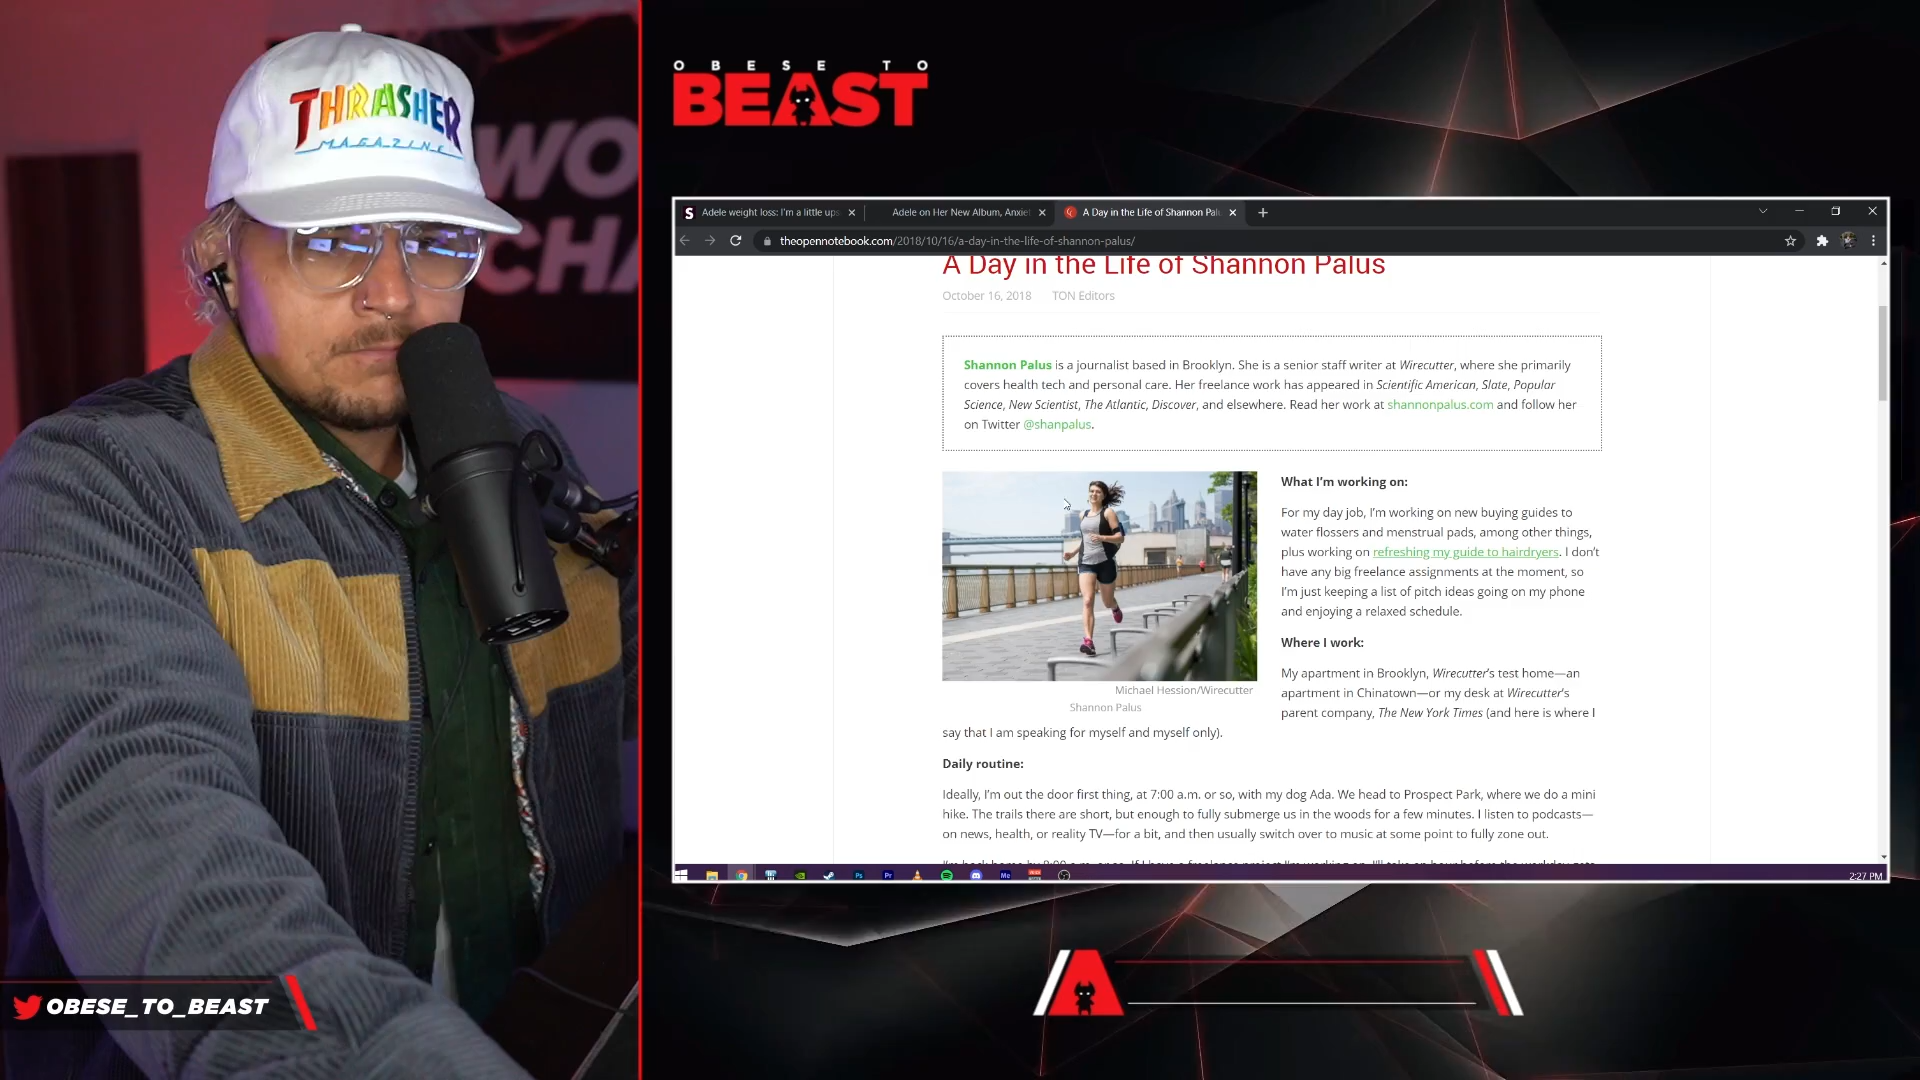 THRASHER
MAGAZINE
WO
CHA
OBESE_TO_BEAST
OBESE TO
BEAST
Adele weight loss: I'm a little ups
Adele on Her New Album, Anxie
A Day in the Life of Shannon Palu
theopennotebook.com/2018/10/16/a-day-in-the-life-of-shannon-palus/
A Day in the Life of Shannon Palus
October 16, 2018 TON Editors
Shannon Palus is a journalist based in Brooklyn. She is a senior staff writer at Wirecutter, where she primarily
covers health tech and personal care. Her freelance work has appeared in Scientific American, Slate, Popular
Science, New Scientist, The Atlantic, Discover, and elsewhere. Read her work at shannonpalus.com and follow her
on Twitter @shanpalus.
Michael Hession/Wirecutter
Shannon Palus
What I'm working on:
For my day job, I'm working on new buying guides to
water flossers and menstrual pads, among other things,
plus working on refreshing my guide to hairdryers. I don't
have any big freelance assignments at the moment, so
I'm just keeping a list of pitch ideas going on my phone
and enjoying a relaxed schedule.
Where I work:
My apartment in Brooklyn, Wirecutter's test home—an
apartment in Chinatown—or my desk at Wirecutter's
parent company, The New York Times (and here is where I
say that I am speaking for myself and myself only).
Daily routine:
Ideally, I'm out the door first thing, at 7:00 a.m. or so, with my dog Ada. We head to Prospect Park, where we do a mini
hike. The trails there are short, but enough to fully submerge us in the woods for a few minutes. I listen to podcasts—
on news, health, or reality TV—for a bit, and then usually switch over to music at some point to fully zone out.
2:27 PM